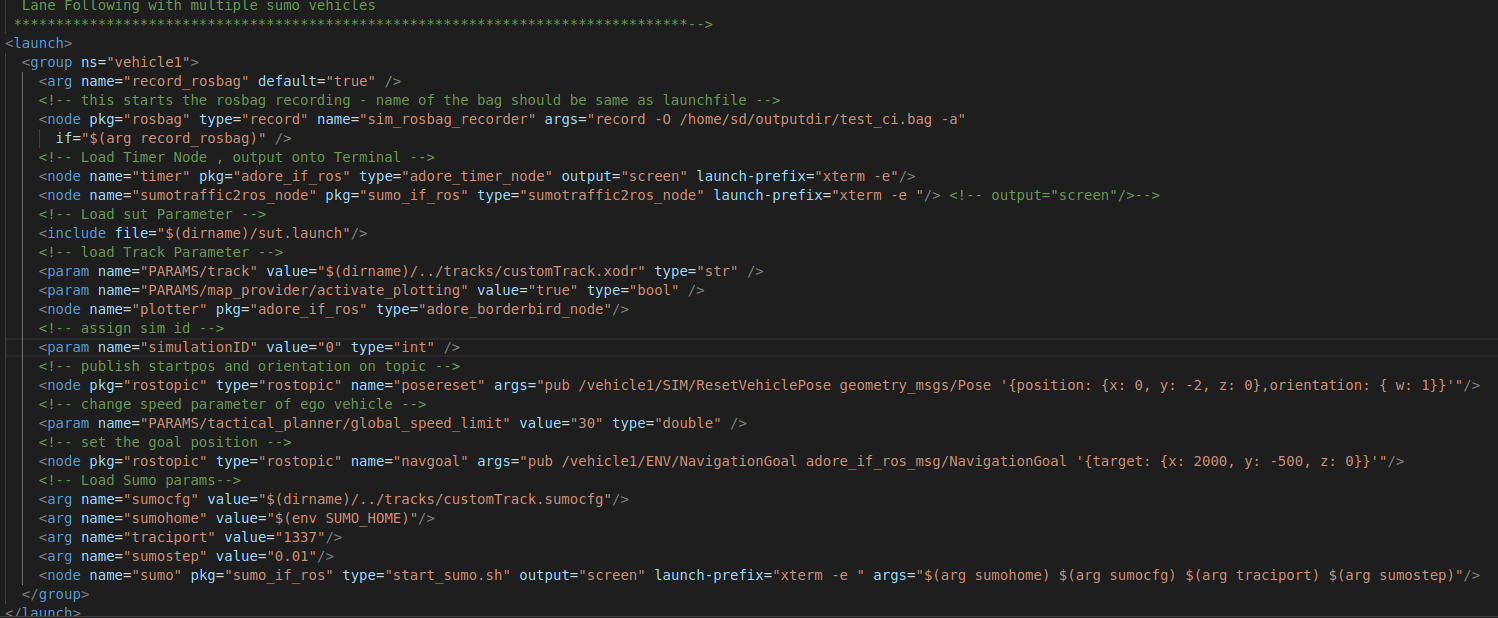 Lane Following with multiple sumo vehicles
********************************************************************************-->
<launch>
<group ns="vehicle1">
<arg name="record_rosbag" default="true" />
<!-- this starts the rosbag recording - name of the bag should be same as launchfile -->
<node pkg="rosbag" type="record" name="sim_rosbag_recorder" args="record -O /home/sd/outputdir/test_ci.bag -a"
if="$(arg record_rosbag)" />
<!-- Load Timer Node , output onto Terminal -->
<node name="timer" pkg="adore_if_ros" type="adore_timer_node" output="screen" launch-prefix="xterm -e"/>
<node name="sumotraffic2ros_node" pkg="sumo_if_ros" type="sumotraffic2ros_node" launch-prefix="xterm -e "/> <!-- output="screen"/>-->
<!-- Load sut Parameter -->
<include file="$(dirname)/sut.launch"/>
<!-- load Track Parameter -->
<param name="PARAMS/track" value="$(dirname)/../tracks/customTrack.xodr" type="str" />
<param name="PARAMS/map_provider/activate_plotting" value="true" type="bool" />
<node name="plotter" pkg="adore_if_ros" type="adore_borderbird_node"/>
<!-- assign sim id -->
<param name="simulationID" value="0" type="int" />
<!-- publish startpos and orientation on topic -->
<node pkg="rostopic" type="rostopic" name="posereset" args="pub /vehicle1/SIM/ResetVehiclePose geometry_msgs/Pose '{position: {x: 0, y: -2, z: 0},orientation: { w: 1}}'"/>
<!-- change speed parameter of ego vehicle -->
<param name="PARAMS/tactical_planner/global_speed_limit" value="30" type="double" />
<!-- set the goal position -->
<node pkg="rostopic" type="rostopic" name="navgoal" args="pub /vehicle1/ENV/NavigationGoal adore_if_ros_msg/NavigationGoal '{target: {x: 2000, y: -500, z: 0}}'"/>
<!-- Load Sumo params-->
<arg name="sumocfg" value="$(dirname)/../tracks/customTrack.sumocfg"/>
<arg name="sumohome" value="$(env SUMO_HOME)"/>
<arg name="traciport" value="1337"/>
<arg name="sumostep" value="0.01"/>
<node name="sumo" pkg="sumo_if_ros" type="start_sumo.sh" output="screen" launch-prefix="xterm -e " args="$(arg sumohome) $(arg sumocfg) $(arg traciport) $(arg sumostep)"/>
</group>
</launch>